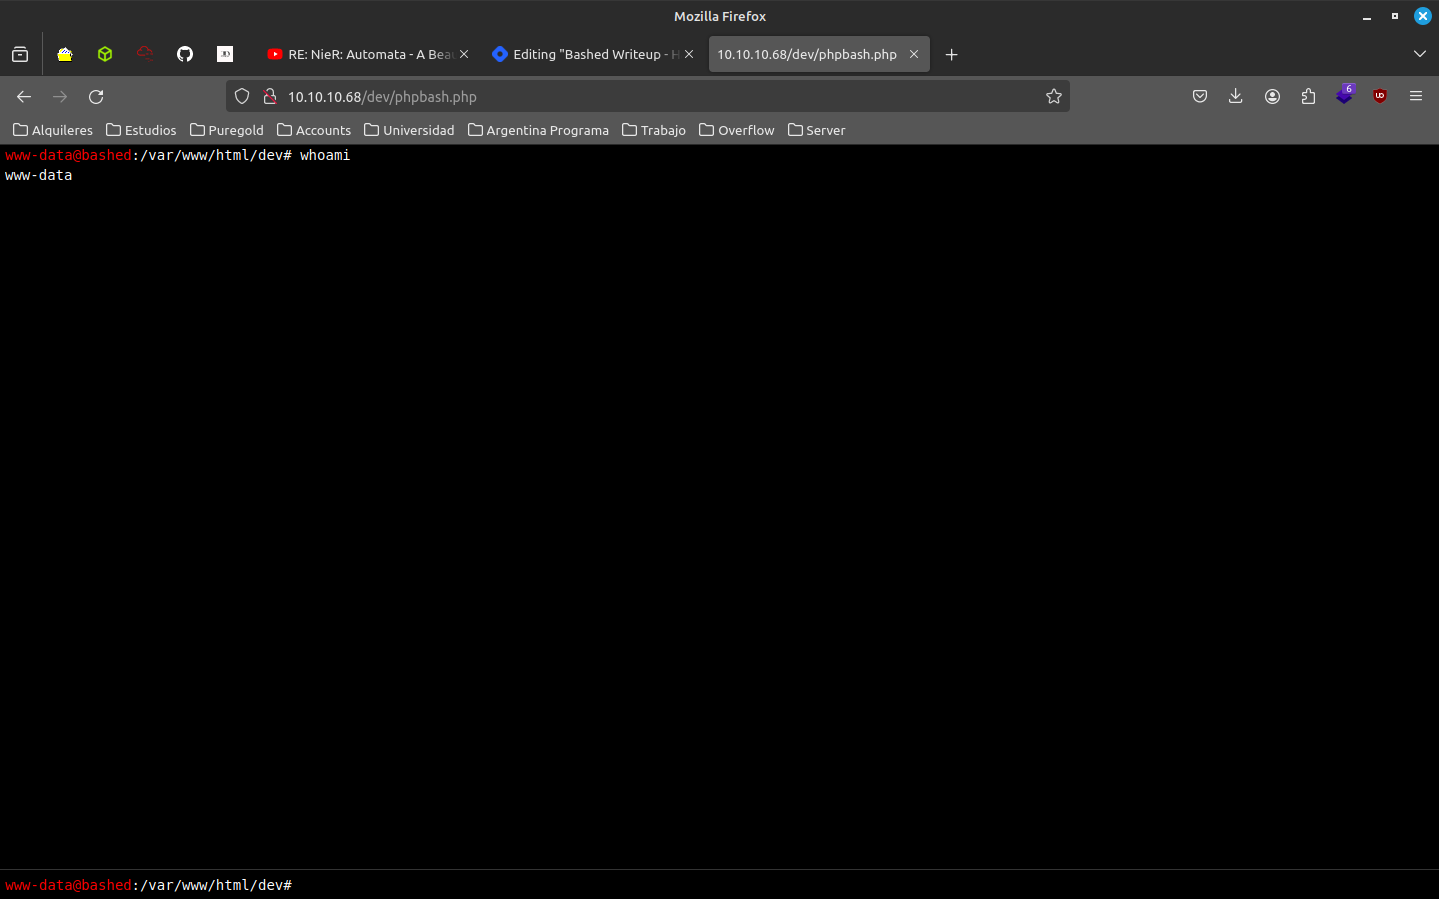 Mozilla Firefox
RE: NieR: Automata - A Bea
Editing "Bashed Writeup - H
10.10.10.68/dev/phpbash.php
10.10.10.68/dev/phpbash.php
6
Alquileres
Estudios
Puregold
Accounts
Universidad
Argentina Programa
Trabajo
Overflow
Server
www-data@bashed:/var/www/html/dev# whoami
www-data
www-data@bashed:/var/www/html/dev#